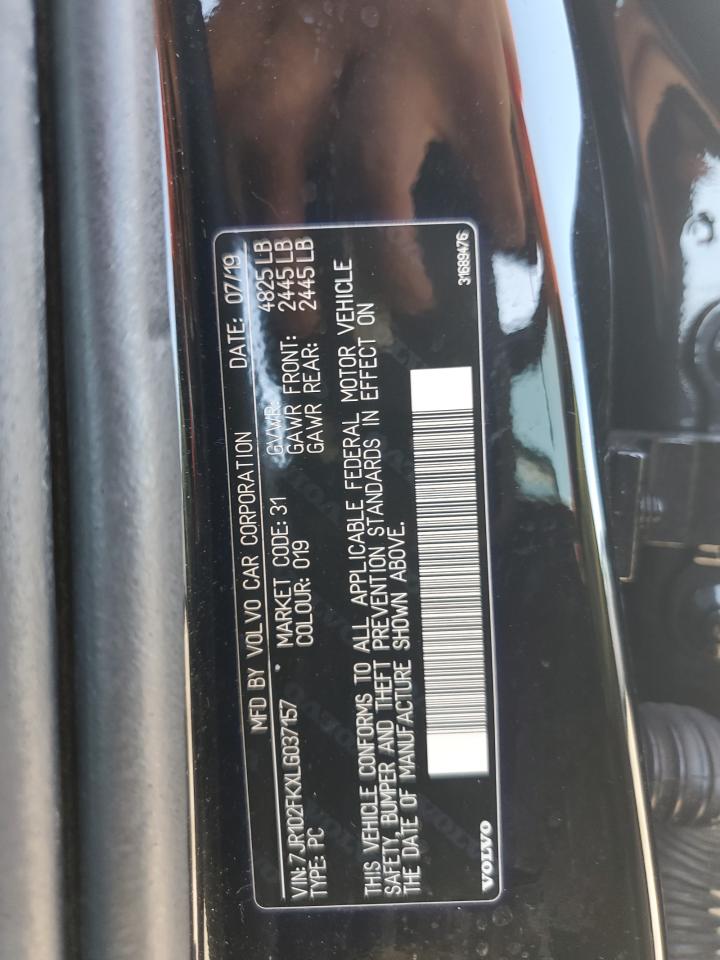 MFD BY VOLVO CAR CORPORATION DATE: 07/19
VIN: 7JR102FKXLG037157 * MARKET CODE: 31 GVWR: 4825 LB
TYPE: PC COLOUR: 019 GAWR FRONT: 2445 LB
GAWR REAR: 2445 LB
THIS VEHICLE CONFORMS TO ALL APPLICABLE FEDERAL MOTOR VEHICLE
SAFETY, BUMPER AND THEFT PREVENTION STANDARDS IN EFFECT ON
THE DATE OF MANUFACTURE SHOWN ABOVE.
VOLVO
31689476